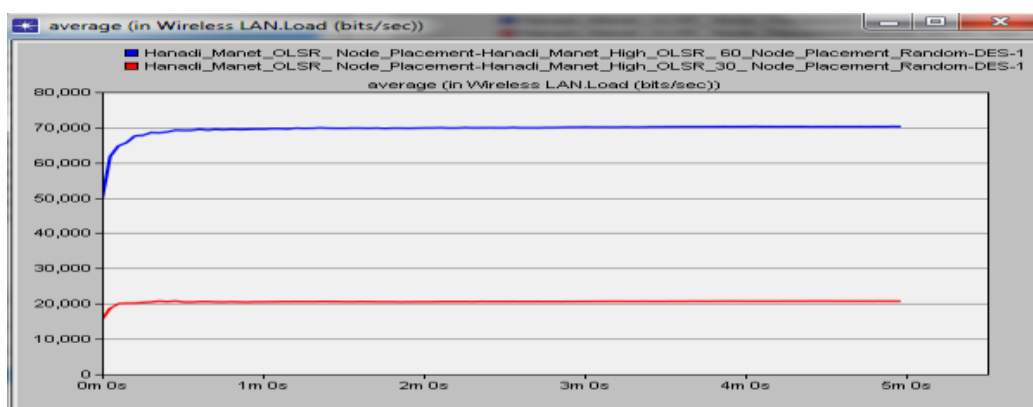 average (in Wireless LAN.Load (bits/sec))
Hanadi_Manet_OLSR_ Node_Placement-Hanadi_Manet_High_OLSR_ 60_Node_Placement_Random-DES-1
Hanadi_Manet_OLSR_ Node_Placement-Hanadi_Manet_High_OLSR_30_ Node_Placement_Random-DES-1
average (in Wireless LAN.Load (bits/sec))
80,000
70,000
60,000
50,000
40,000
30,000
20,000
10,000
0
0m 0s 1m 0s 2m 0s 3m 0s 4m 0s 5m 0s